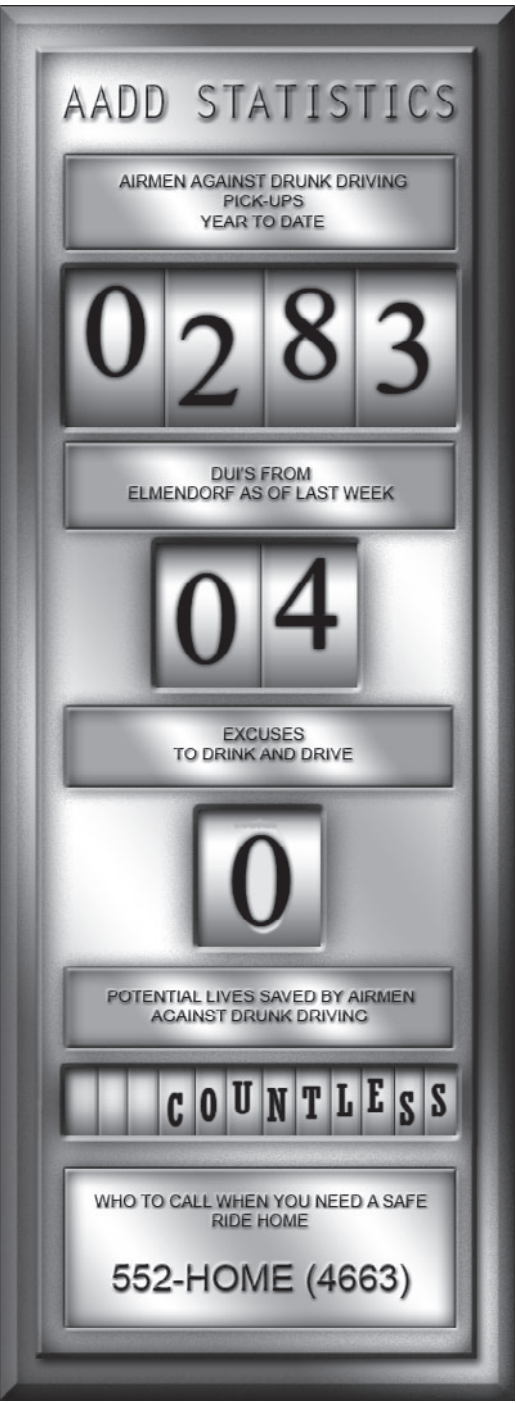 AADD STATISTICS
AIRMEN AGAINST DRUNK DRIVING
PICK-UPS
YEAR TO DATE
0283
DUI'S FROM
ELMENDORF AS OF LAST WEEK
04
EXCUSES
TO DRINK AND DRIVE
0
POTENTIAL LIVES SAVED BY AIRMEN
AGAINST DRUNK DRIVING
COUNTLESS
WHO TO CALL WHEN YOU NEED A SAFE
RIDE HOME
552-HOME (4663)